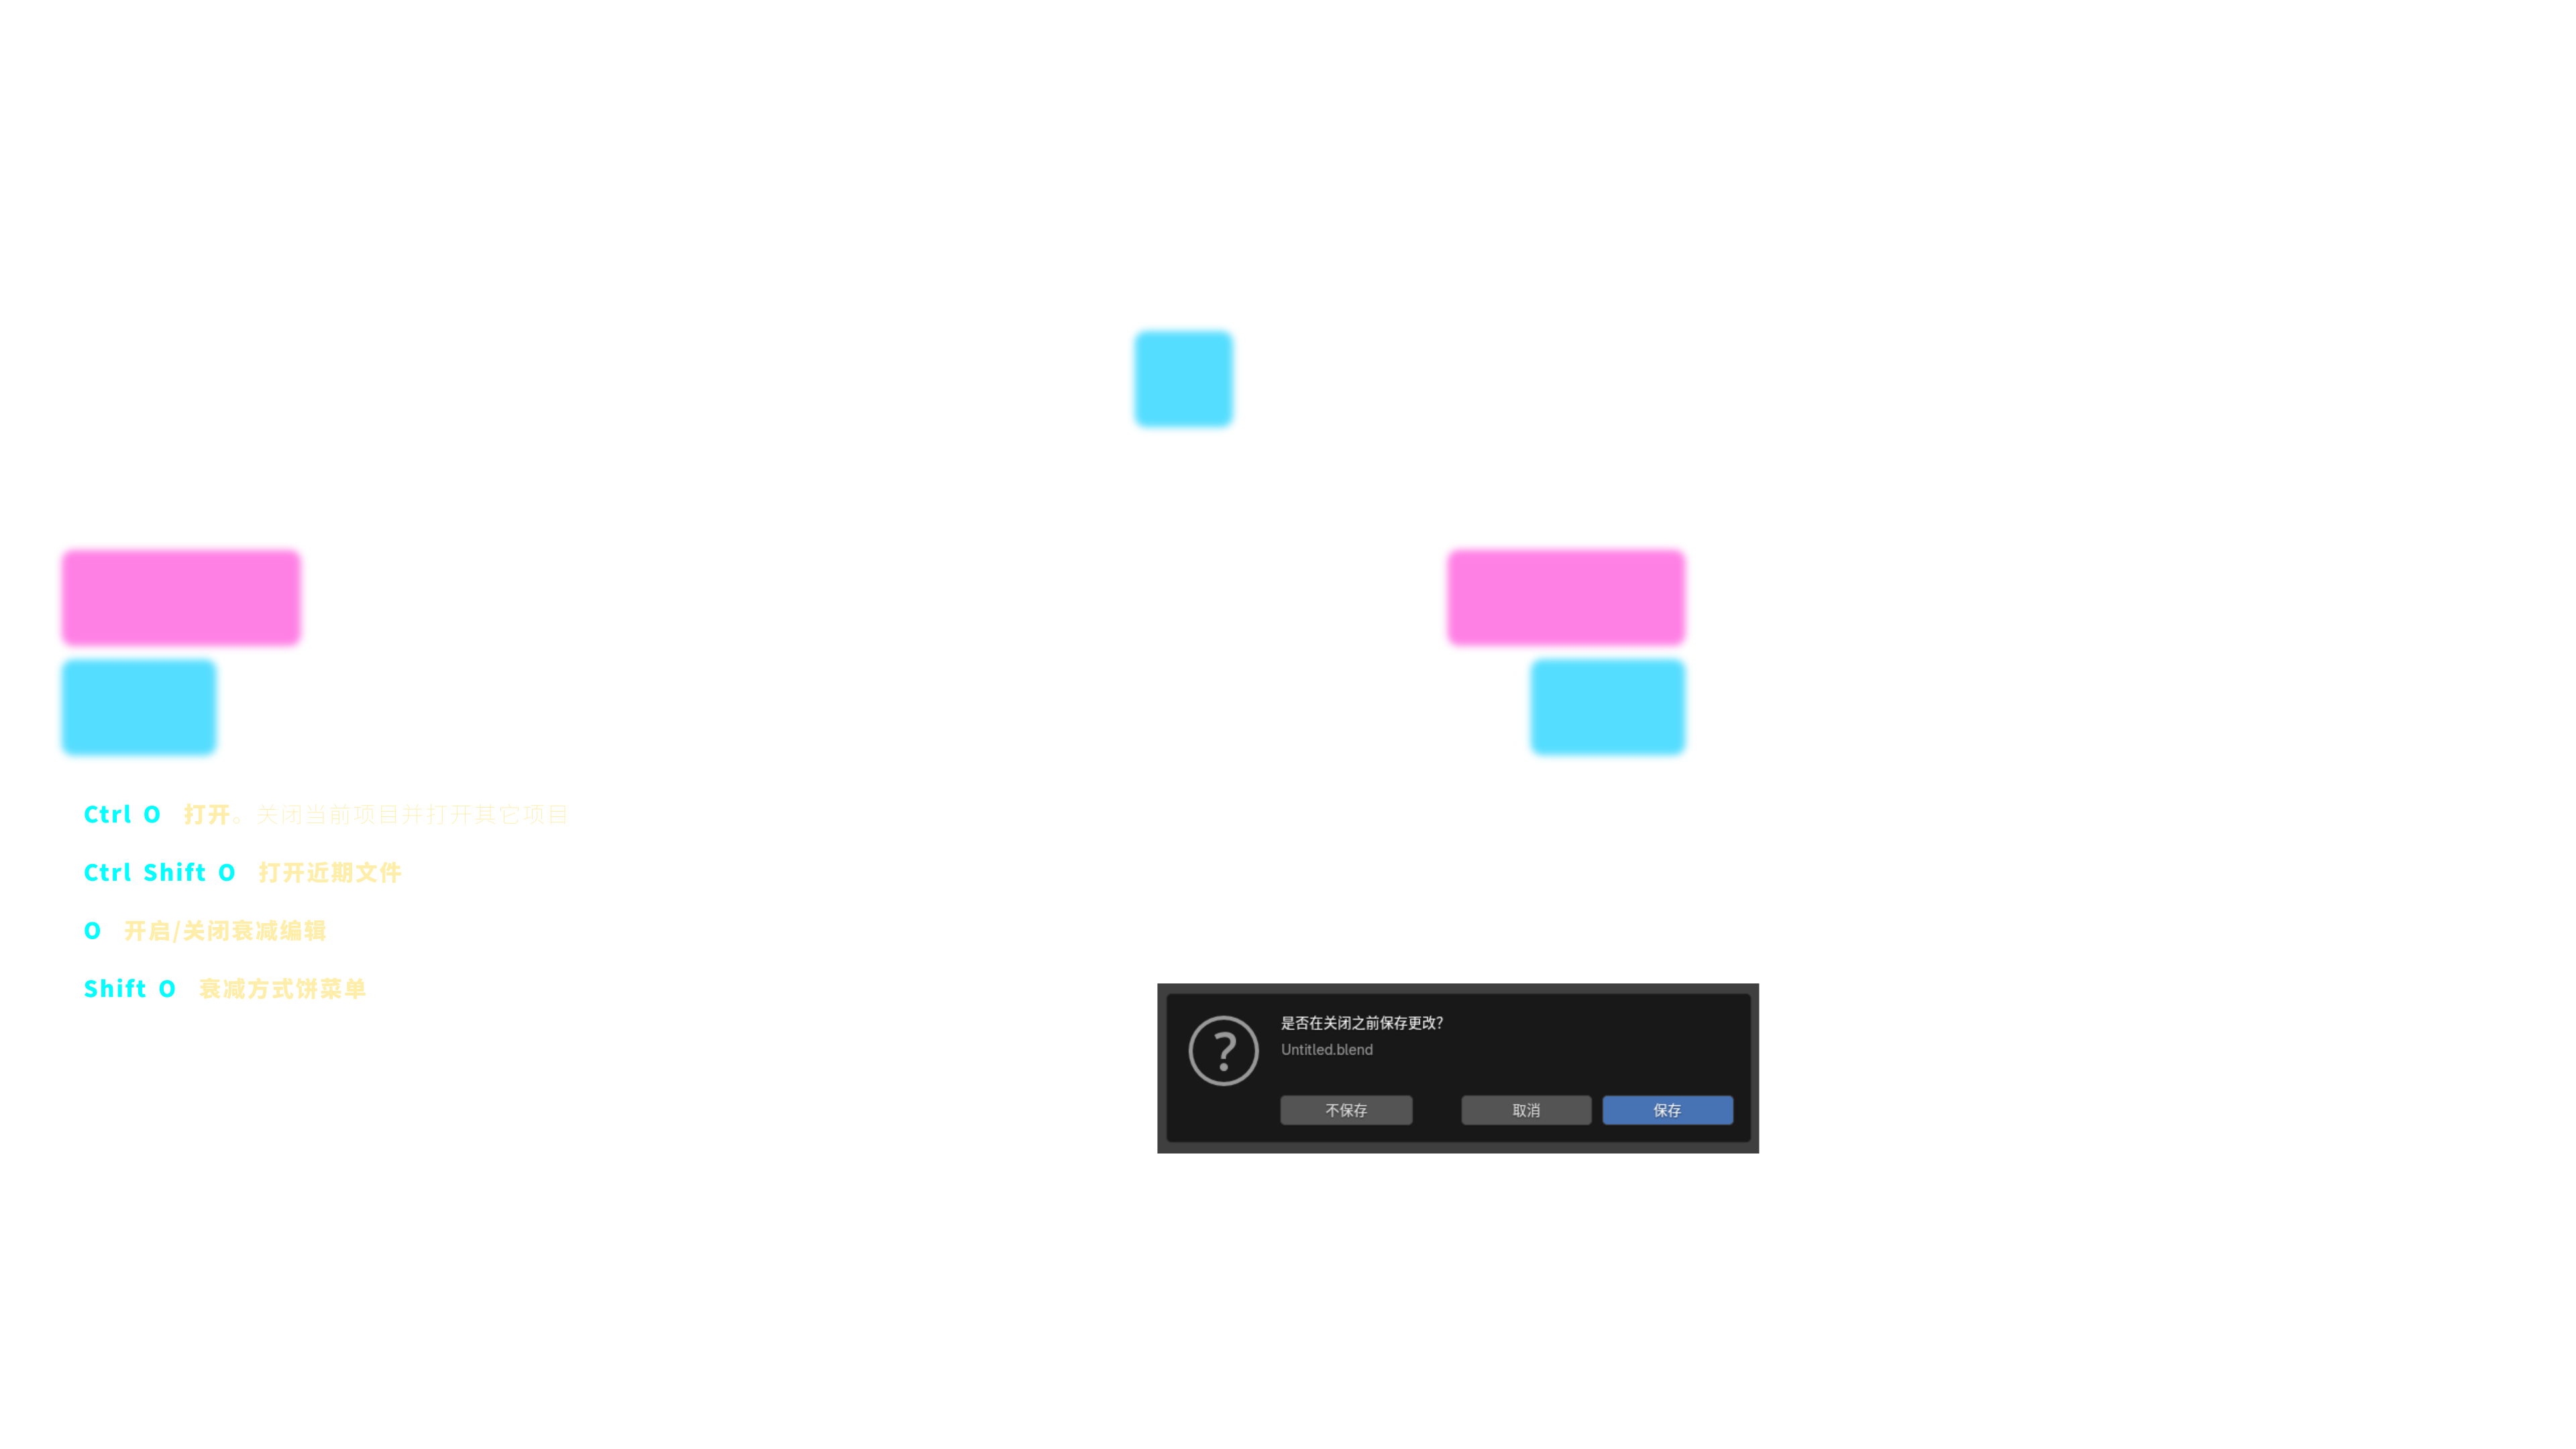 Ctrl O 打开。关闭当前项目并打开其它项目
Ctrl Shift O 打开近期文件
O 开启/关闭衰减编辑
Shift O 衰减方式饼菜单
是否在关闭之前保存更改?
Untitled.blend
不保存 取消 保存